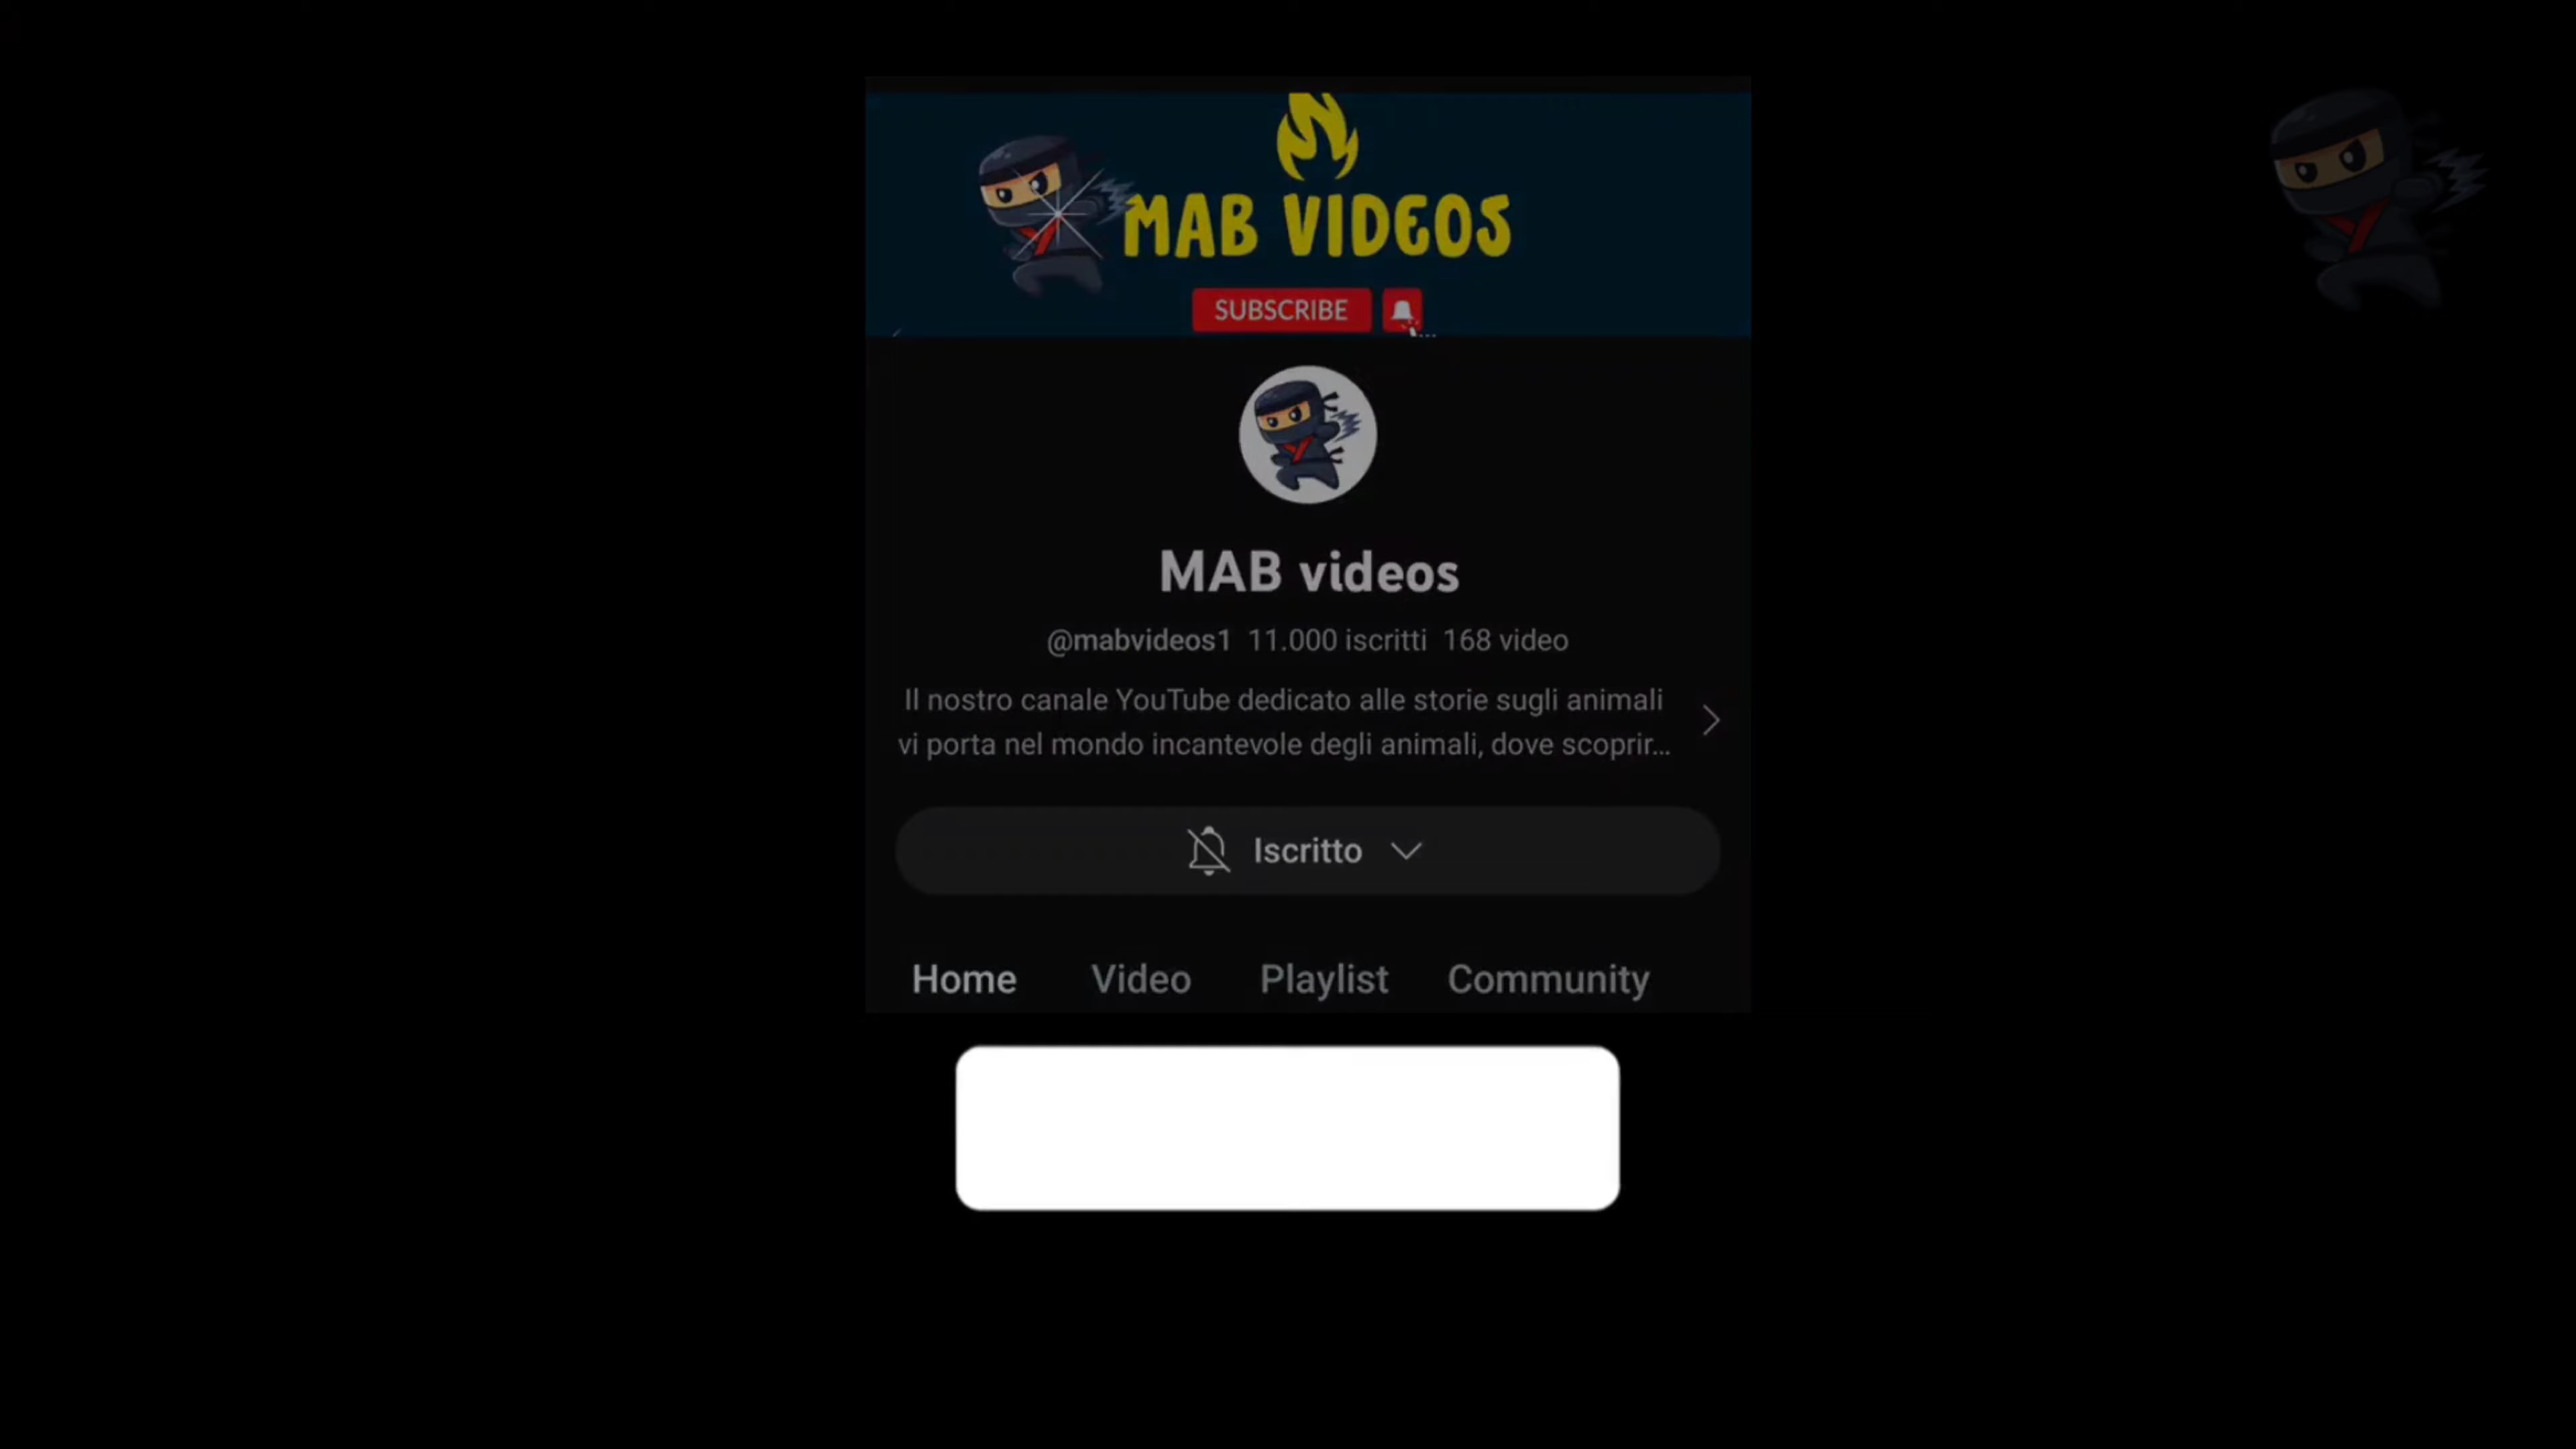 MAB VIDEOS
SUBSCRIBE
MAB videos
@mabvideos1 11.000 iscritti 168 video
Il nostro canale YouTube dedicato alle storie sugli animali
vi porta nel mondo incantevole degli animali, dove scoprir...
Iscritto
Home Video Playlist Community